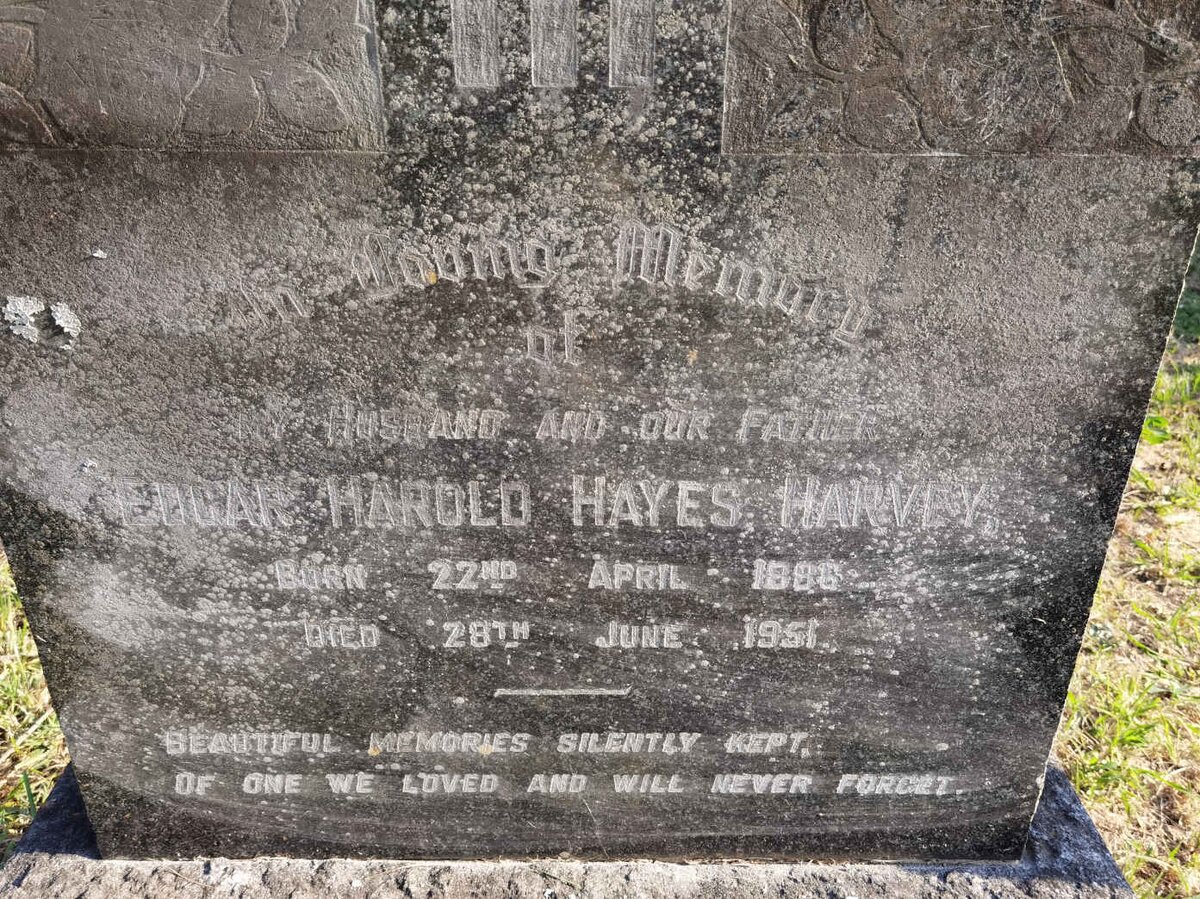 In Loving Memory
of
MY HUSBAND AND OUR FATHER
EDGAR HAROLD HAYES HARVEY,
BORN 22ND APRIL
DIED 28TH JUNE 1951.
BEAUTIFUL MEMORIES SILENTLY KEPT,
OF ONE WE LOVED AND WILL NEVER FORGET.